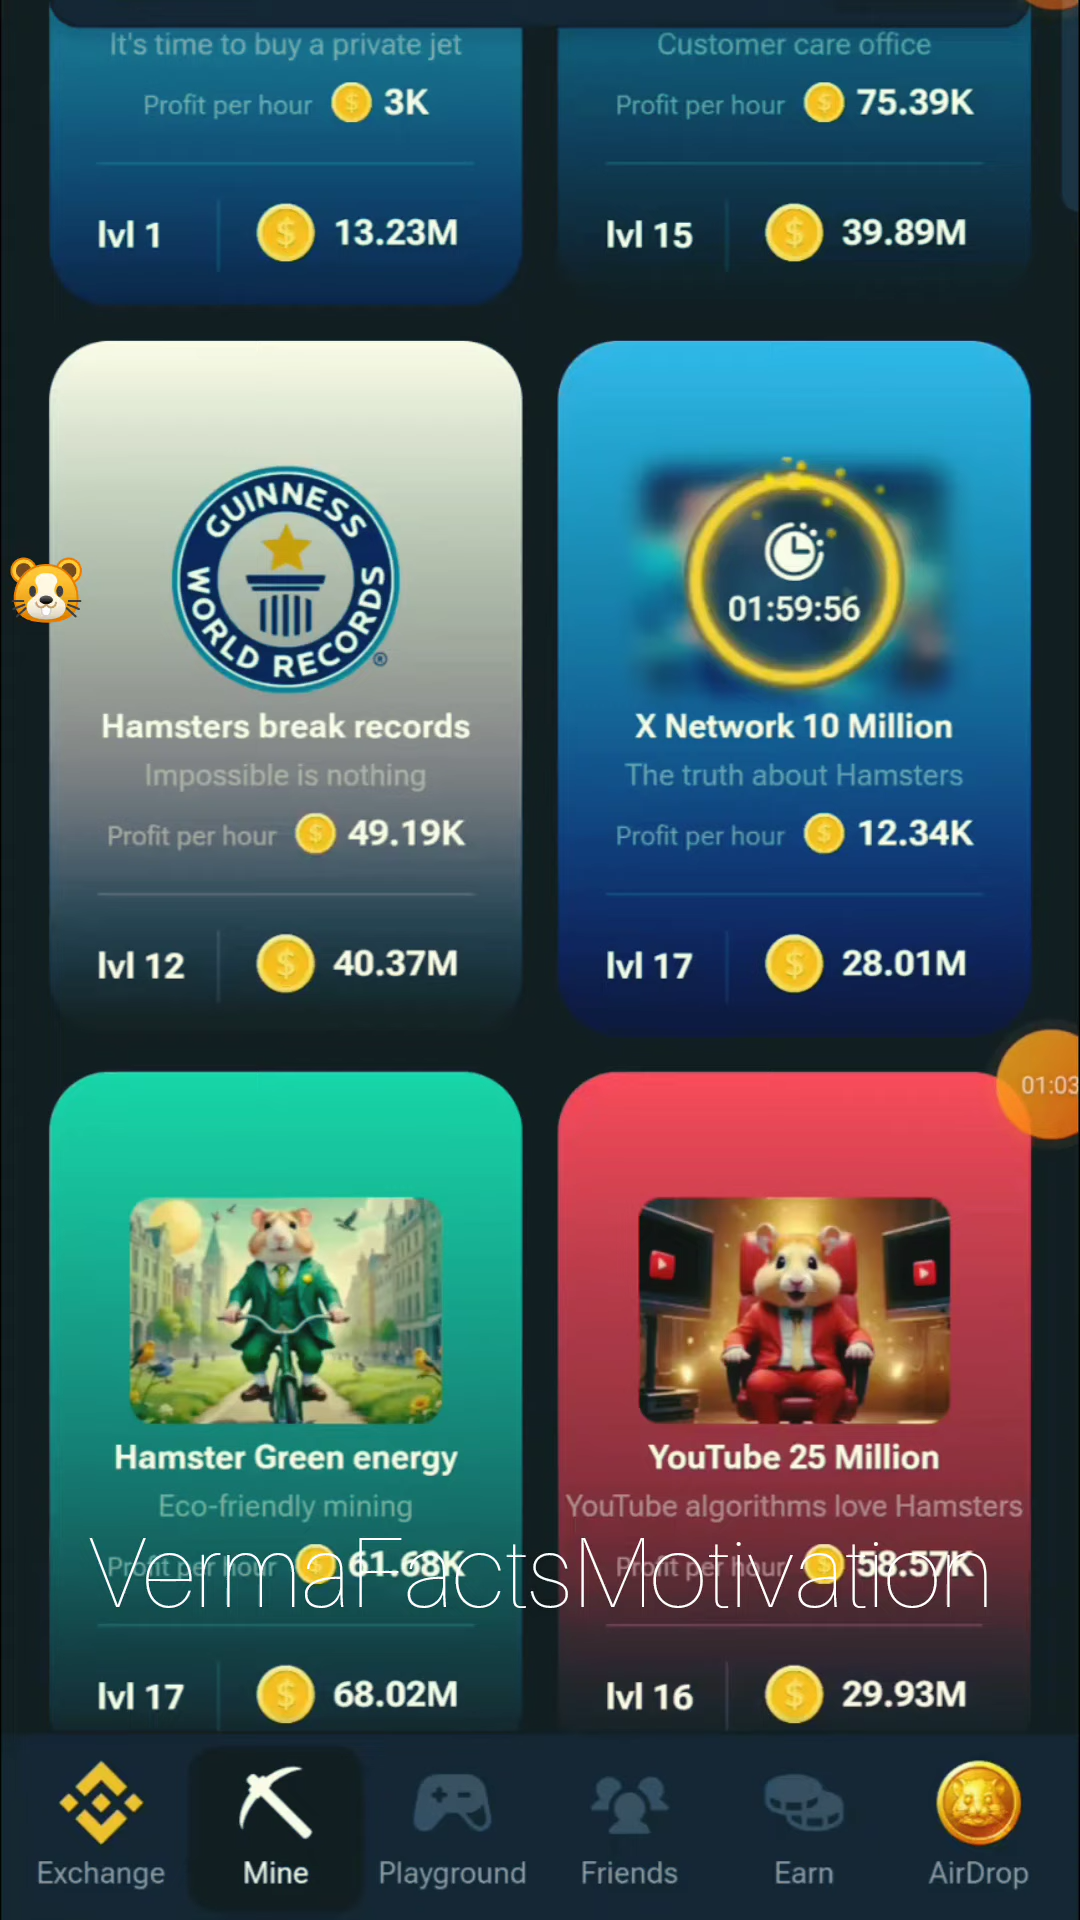 It's time to buy a private jet
Profit per hour $ 3K
lvl 1 $ 13.23M
Customer care office
Profit per hour $ 75.39K
lvl 15 $ 39.89M
GUINNESS
WORLD RECORDS
®
Hamsters break records
Impossible is nothing
Profit per hour $ 49.19K
lvl 12 $ 40.37M
01:59:56
X Network 10 Million
The truth about Hamsters
Profit per hour $ 12.34K
lvl 17 $ 28.01M
01:03
Hamster Green energy
Eco-friendly mining
Profit per hour $ 61.68K
lvl 17 $ 68.02M
YouTube 25 Million
YouTube algorithms love Hamsters
Profit per hour $ 58.57K
lvl 16 $ 29.93M
VermaFactsMotivation
Exchange
Mine
Playground
Friends
Earn
AirDrop